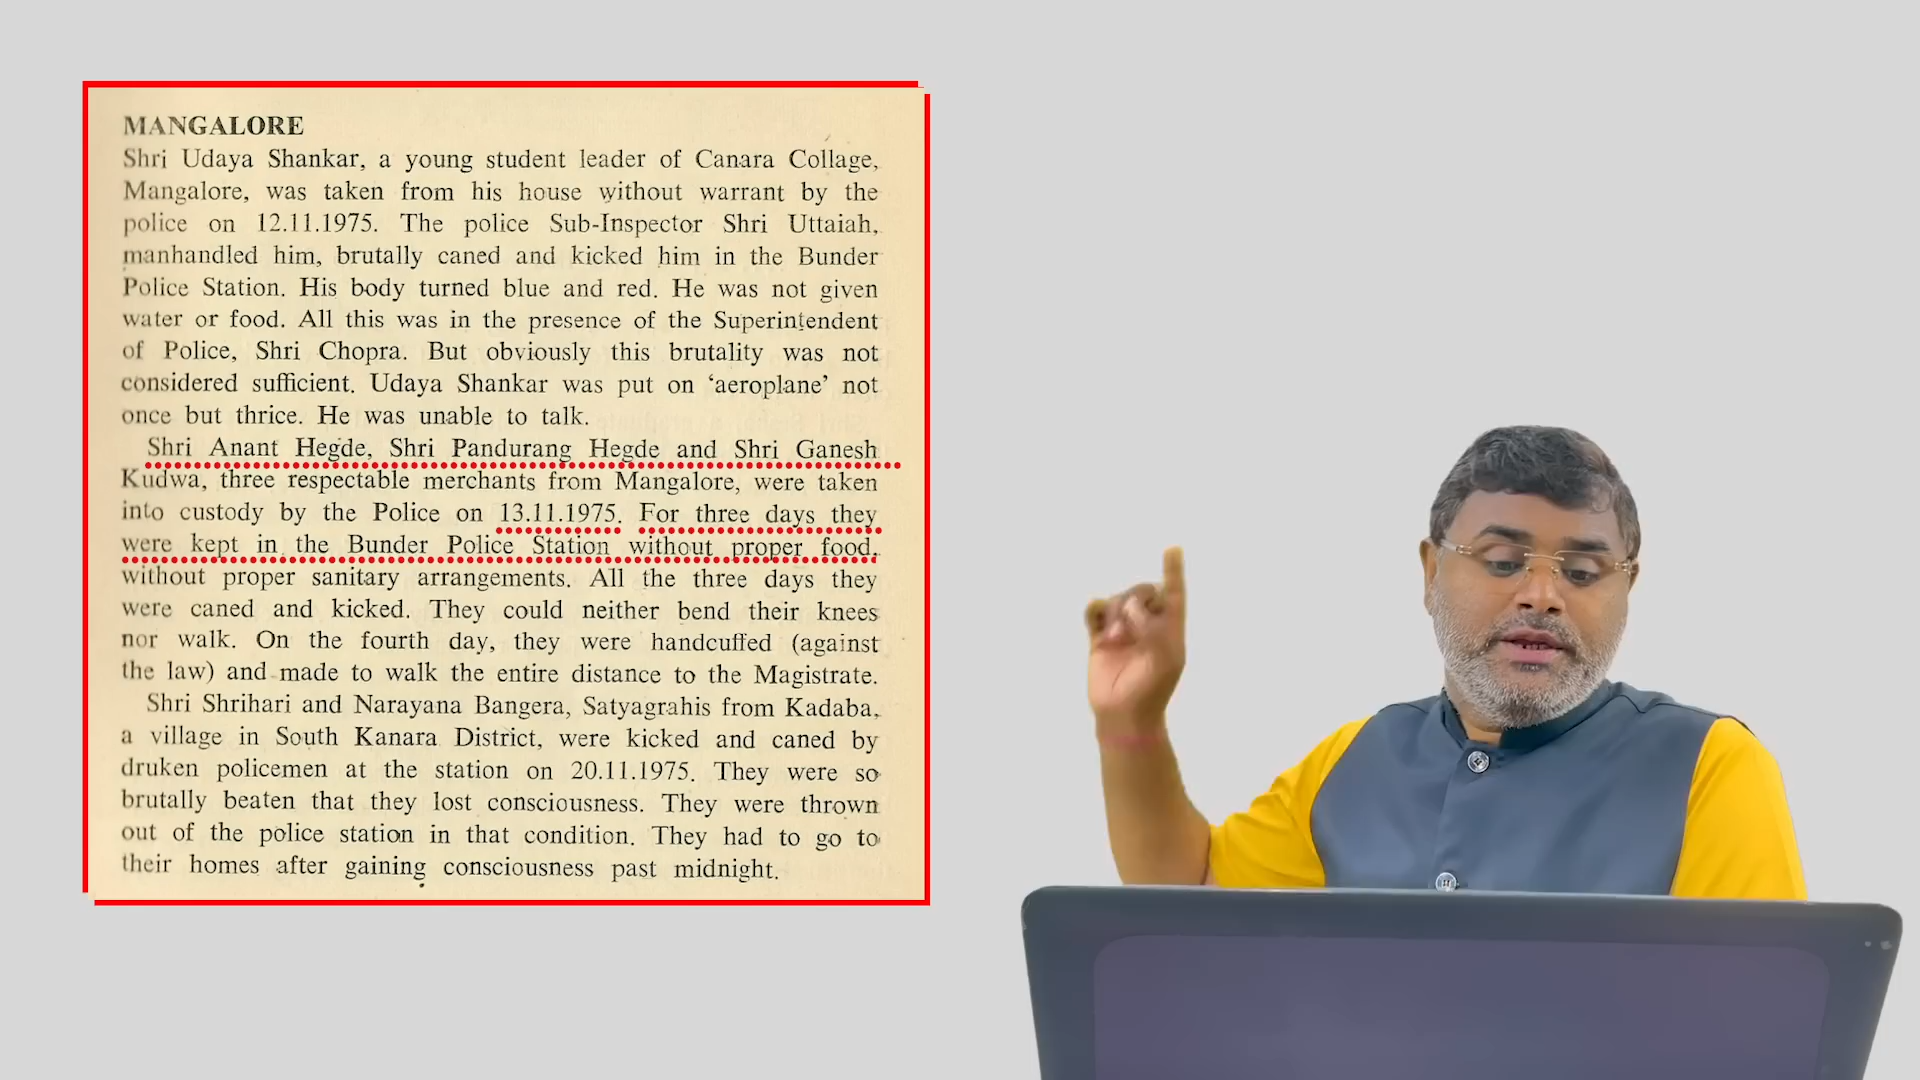 MANGALORE
Shri Udaya Shankar, a young student leader of Canara Collage,
Mangalore, was taken from his house without warrant by the
police on 12.11.1975. The police Sub-Inspector Shri Uttaiah,
manhandled him, brutally caned and kicked him in the Bunder
Police Station. His body turned blue and red. He was not given
water or food. All this was in the presence of the Superintendent
of Police, Shri Chopra. But obviously this brutality was not
considered sufficient. Udaya Shankar was put on ‘aeroplane’ not
once but thrice. He was unable to talk.
Shri Anant Hegde, Shri Pandurang Hegde and Shri Ganesh
Kudwa, three respectable merchants from Mangalore, were taken
into custody by the Police on 13.11.1975. For three days they
were kept in the Bunder Police Station without proper food,
without proper sanitary arrangements. All the three days they
were caned and kicked. They could neither bend their knees
nor walk. On the fourth day, they were handcuffed (against
the law) and made to walk the entire distance to the Magistrate.
Shri Shrihari and Narayana Bangera, Satyagrahis from Kadaba,
a village in South Kanara District, were kicked and caned by
druken policemen at the station on 20.11.1975. They were so
brutally beaten that they lost consciousness. They were thrown
out of the police station in that condition. They had to go to
their homes after gaining consciousness past midnight.